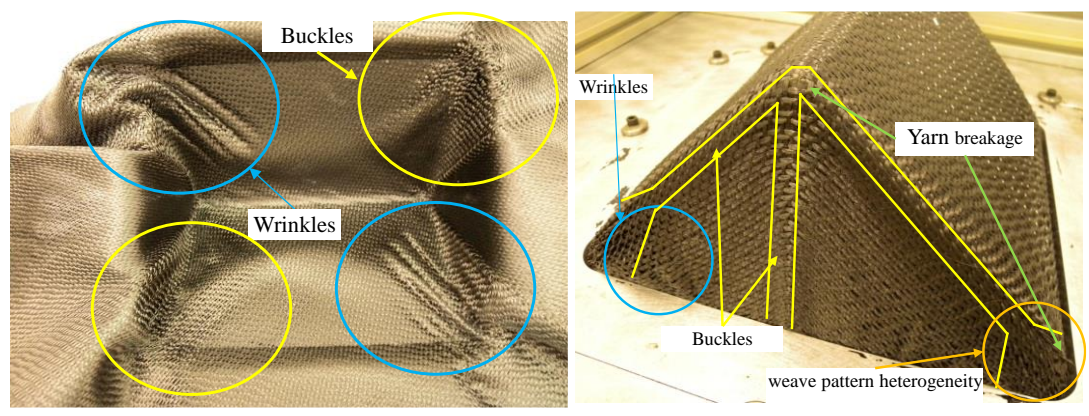 Buckles
Wrinkles
Wrinkles
Yarn breakage
Buckles
weave pattern heterogeneity